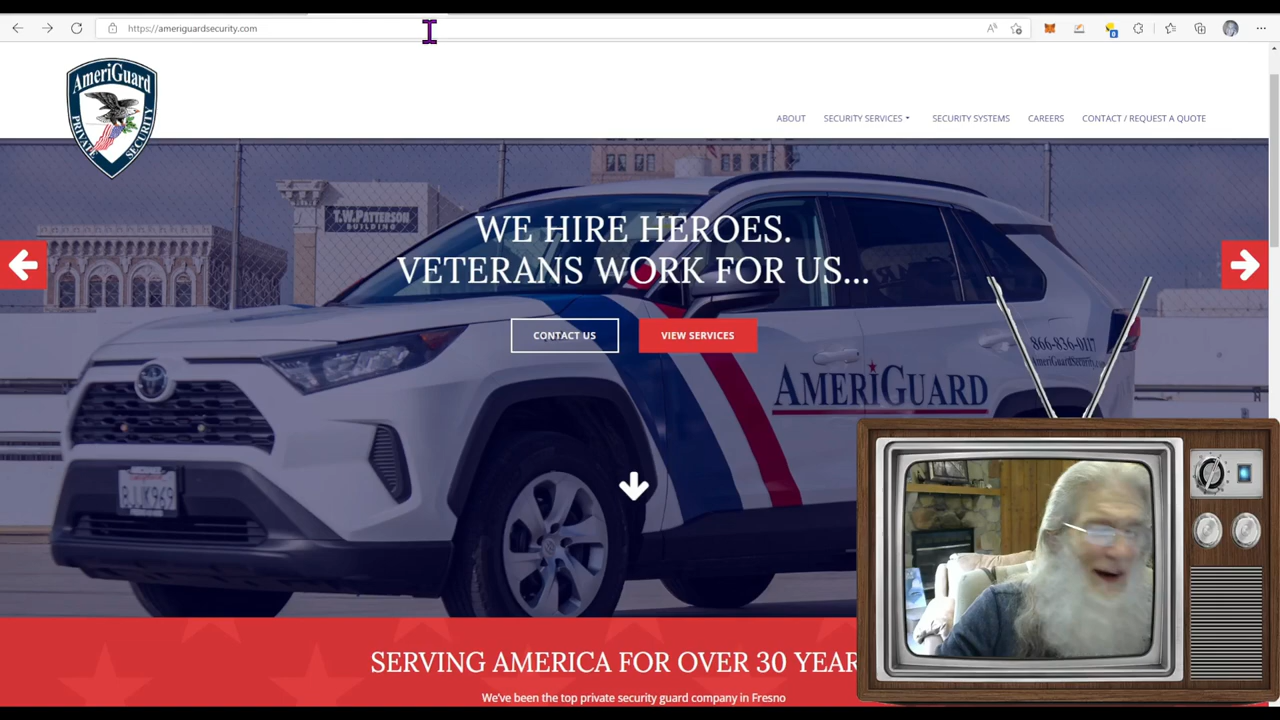 https://ameriguardsecurity.com
AMERIGUARD
PRIVATE SECURITY
ABOUT
SECURITY SERVICES
SECURITY SYSTEMS
CAREERS
CONTACT / REQUEST A QUOTE
T.W. PATTERSON
BUILDING
WE HIRE HEROES.
VETERANS WORK FOR US...
CONTACT US
VIEW SERVICES
866-836-0117
AmeriGuardSecurity.com
AMERIGUARD
SERVING AMERICA FOR OVER 30 YEAR
We've been the top private security guard company in Fresno